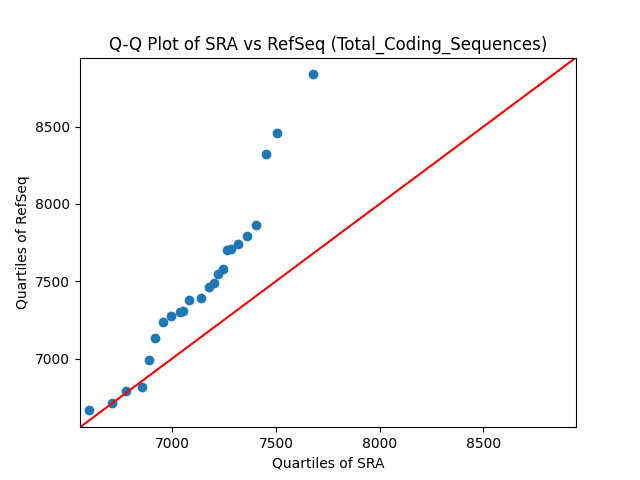 Q-Q Plot of SRA vs RefSeq (Total_Coding_Sequences)
Quartiles of RefSeq
8500
8000
7500
7000
7000 7500 8000 8500
Quartiles of SRA